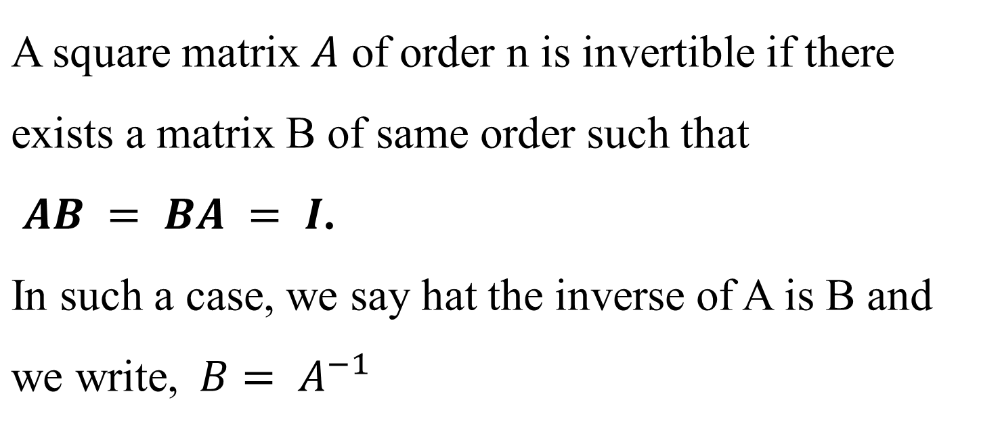 A square matrix A of order n is invertible if there
exists a matrix B of same order such that
AB = BA = I.
In such a case, we say hat the inverse of A is B and
we write, B = A⁻¹